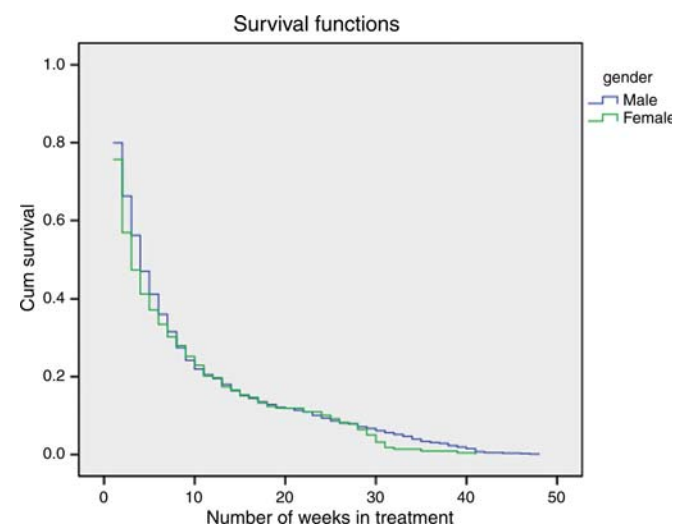 Survival functions
1.0
0.8
0.6
0.4
0.2
0.0
Cum survival
0 10 20 30 40 50
Number of weeks in treatment
gender
Male
Female